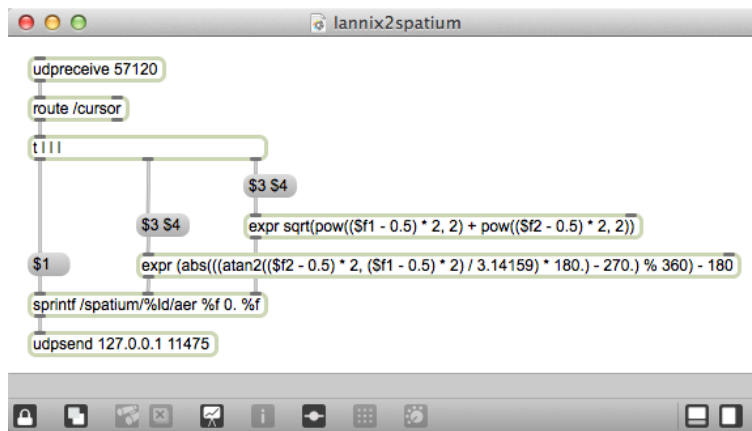 Iannix2spatium
udpreceive 57120
route /cursor
t l l l
$3 $4
$3 $4
expr sqrt(pow(($f1 - 0.5) * 2, 2) + pow(($f2 - 0.5) * 2, 2))
$1
expr (abs(((atan2(($f2 - 0.5) * 2, ($f1 - 0.5) * 2) / 3.14159) * 180.) - 270.) % 360) - 180
sprintf /spatium/%ld/aer %f 0. %f
udpsend 127.0.0.1 11475